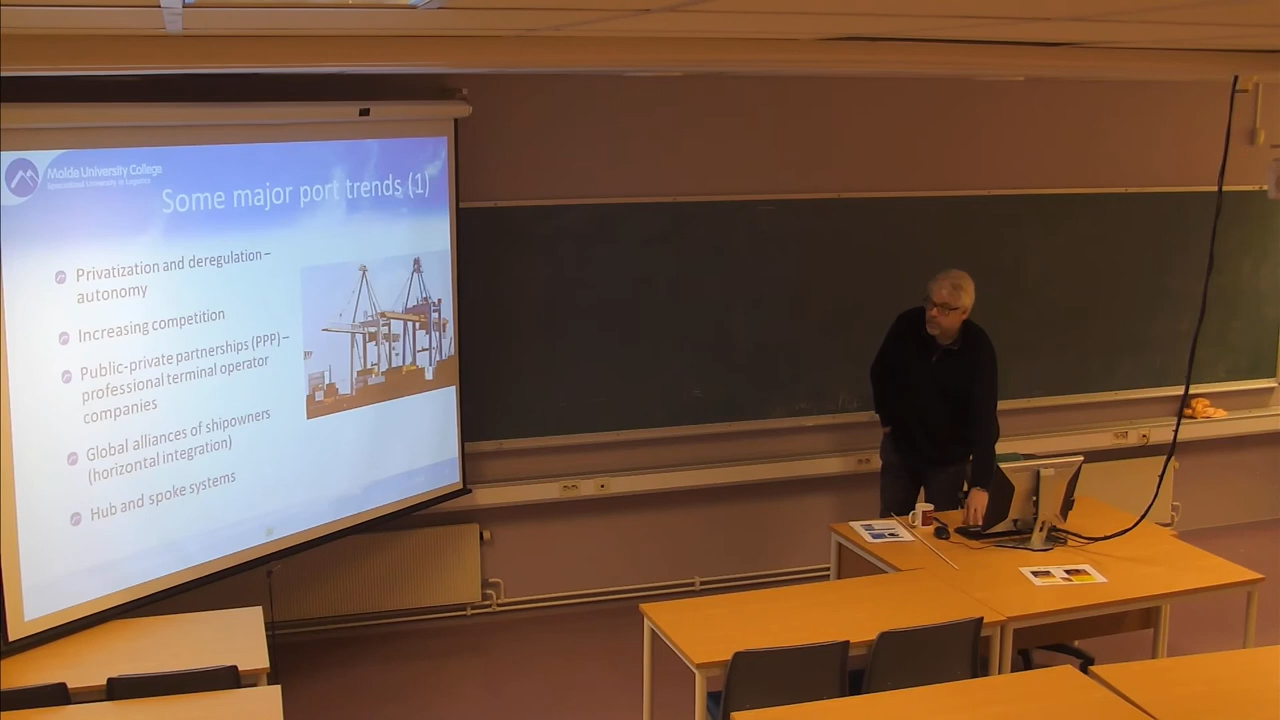 Molde University College
Specialized University in Logistics
Some major port trends (1)
Privatization and deregulation –
autonomy
Increasing competition
Public-private partnerships (PPP) –
professional terminal operator
companies
Global alliances of shipowners
(horizontal integration)
Hub and spoke systems